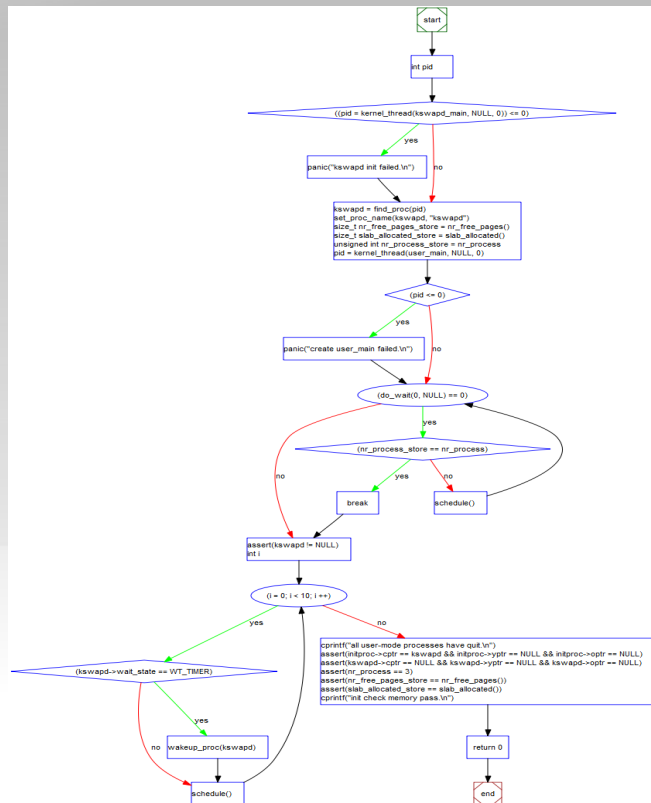 start
int pid
((pid = kernel_thread(kswapd_main, NULL, 0)) <= 0)
yes
no
panic("kswapd init failed.\n")
kswapd = find_proc(pid)
set_proc_name(kswapd, "kswapd")
size_t nr_free_pages_store = nr_free_pages()
size_t slab_allocated_store = slab_allocated()
unsigned int nr_process_store = nr_process
pid = kernel_thread(user_main, NULL, 0)
(pid <= 0)
yes
no
panic("create user_main failed.\n")
(do_wait(0, NULL) == 0)
yes
no
(nr_process_store == nr_process)
yes
no
break
schedule()
assert(kswapd != NULL)
int i
(i = 0; i < 10; i ++)
yes
no
(kswapd->wait_state == WT_TIMER)
yes
no
wakeup_proc(kswapd)
schedule()
cprintf("all user-mode processes have quit.\n")
assert(initproc->cptr == kswapd && initproc->yptr == NULL && initproc->optr == NULL)
assert(kswapd->cptr == NULL && kswapd->yptr == NULL && kswapd->optr == NULL)
assert(nr_process == 3)
assert(nr_free_pages_store == nr_free_pages())
assert(slab_allocated_store == slab_allocated())
cprintf("init check memory pass.\n")
return 0
end